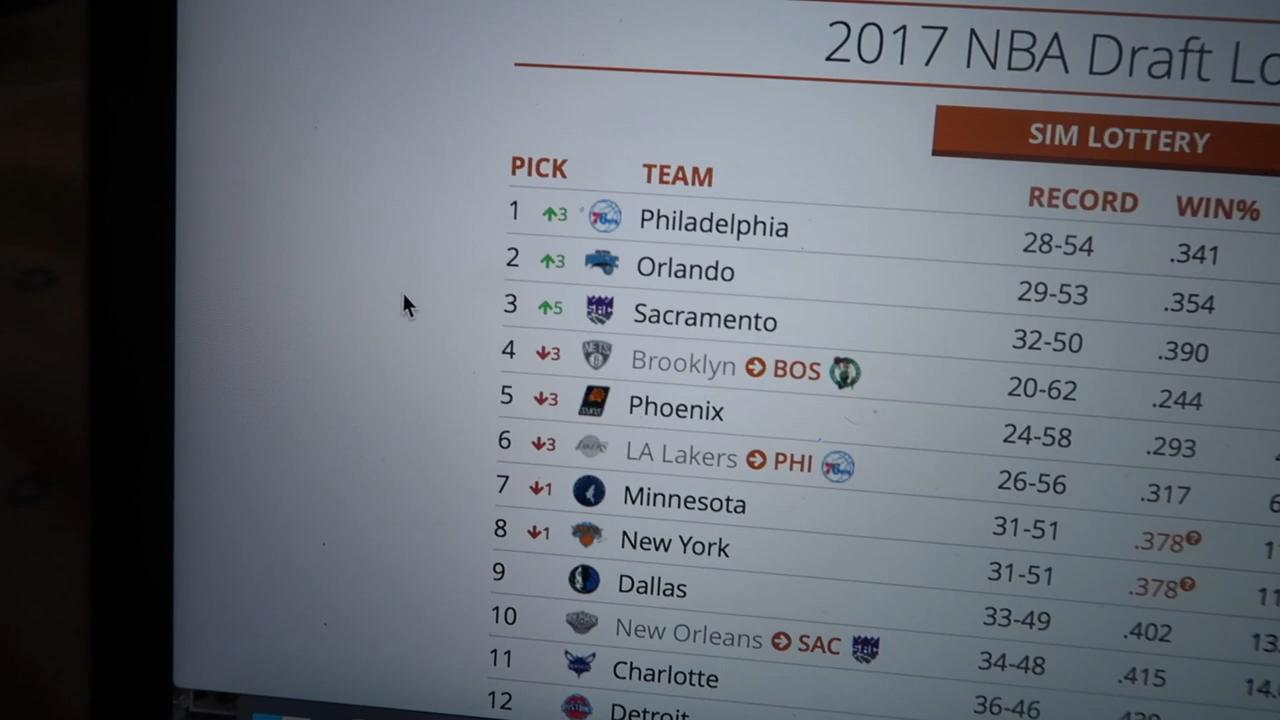 2017 NBA Draft Lo
SIM LOTTERY
PICK TEAM RECORD WIN%
1 ↑3 Philadelphia 28-54 .341
2 ↑3 Orlando 29-53 .354
3 ↑5 Sacramento 32-50 .390
4 ↓3 Brooklyn BOS 20-62 .244
5 ↓3 Phoenix 24-58 .293
6 ↓3 LA Lakers PHI 26-56 .317
7 ↓1 Minnesota 31-51 .378
8 ↓1 New York 31-51 .378
9 Dallas 33-49 .402
10 New Orleans SAC 34-48 .415
11 Charlotte 36-46
12 Detroit